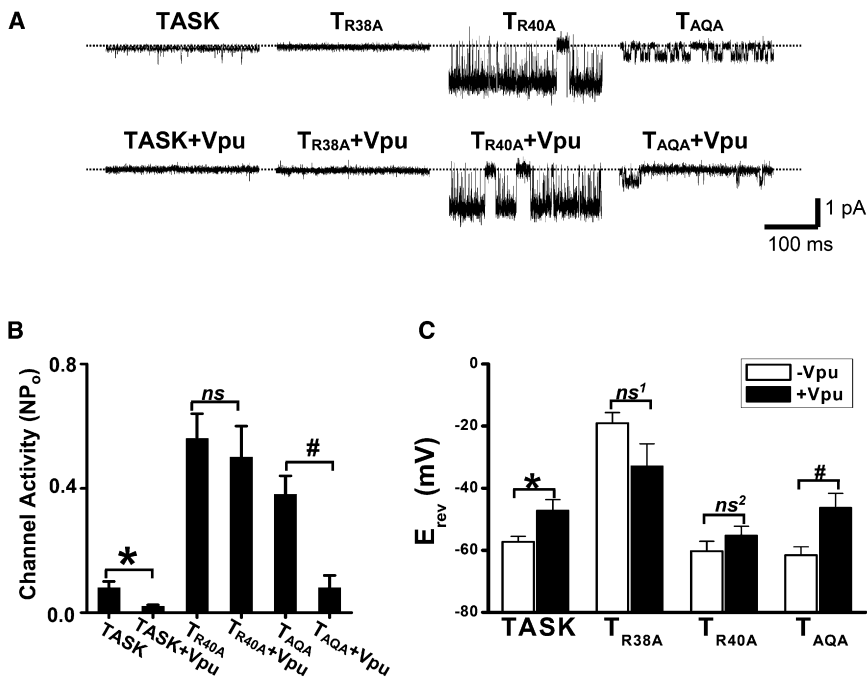 A
TASK TR38A TR40A TAQA
TASK+Vpu TR38A+Vpu TR40A+Vpu TAQA+Vpu
1 pA
100 ms
B
Channel Activity (NPo)
0.8
0.4
0.0
ns
#
*
TASK
TASK+Vpu
TR40A
TR40A+Vpu
TAQA
TAQA+Vpu
C
Erev (mV)
0
-20
-40
-60
-80
-Vpu
+Vpu
*
ns1
ns2
#
TASK TR38A TR40A TAQA